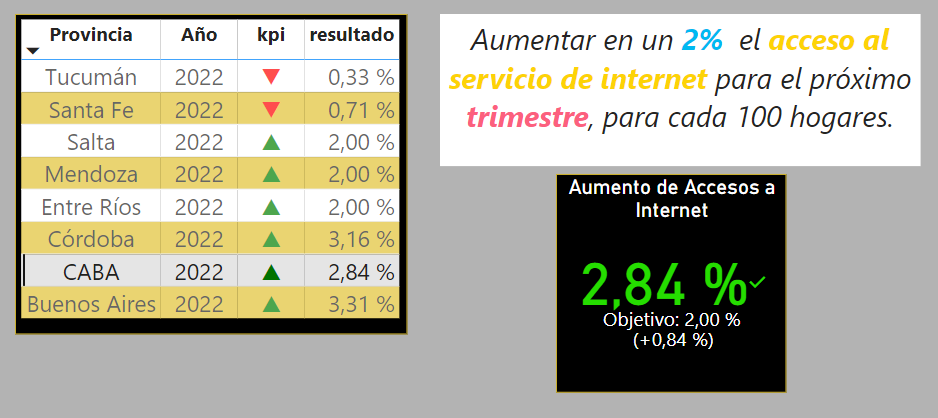 Provincia Año kpi resultado
Tucumán 2022 0,33 %
Santa Fe 2022 0,71 %
Salta 2022 2,00 %
Mendoza 2022 2,00 %
Entre Ríos 2022 2,00 %
Córdoba 2022 3,16 %
CABA 2022 2,84 %
Buenos Aires 2022 3,31 %
Aumentar en un 2% el acceso al
servicio de internet para el próximo
trimestre, para cada 100 hogares.
Aumento de Accesos a
Internet
2,84 %
Objetivo: 2,00 %
(+0,84 %)